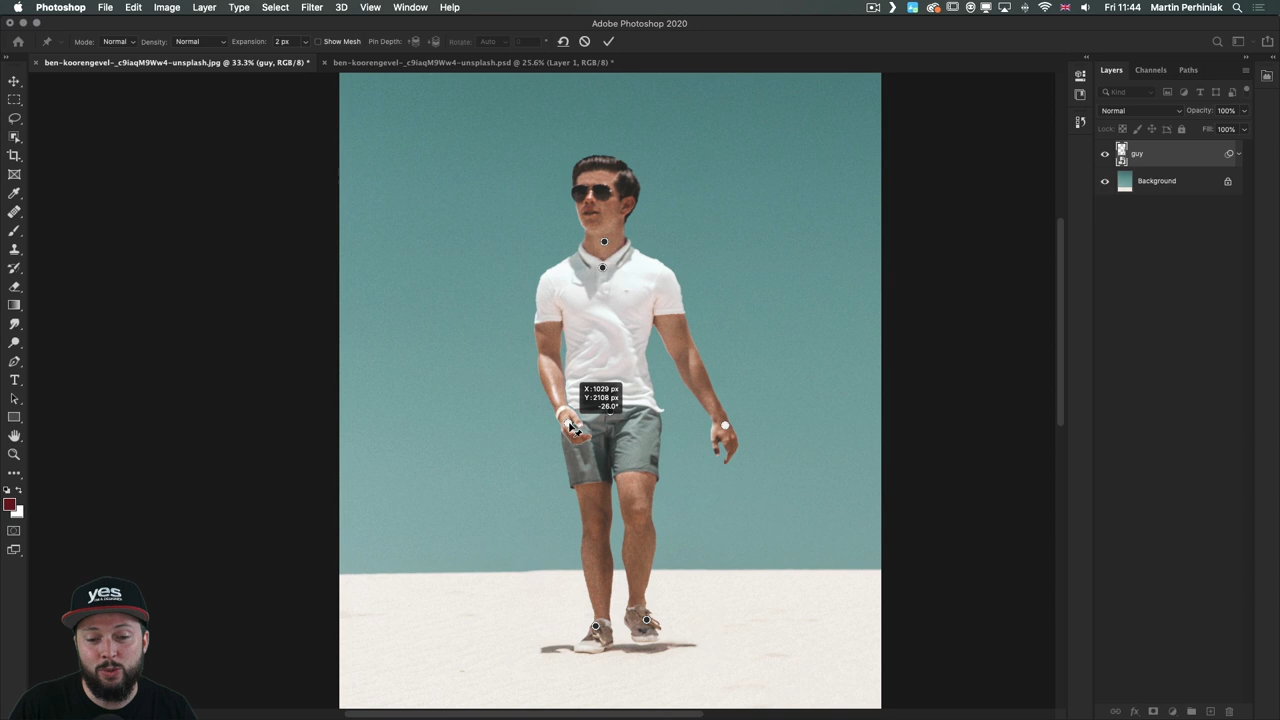 Photoshop File Edit Image Layer Type Select Filter 3D View Window Help
Fri 11:44 Martin Perhiniak
Adobe Photoshop 2020
Mode: Normal Density: Normal Expansion: 2 px Show Mesh Pin Depth: Rotate: Auto 0 °
ben-koorengevel-_c9iaqM9Ww4-unsplash.jpg @ 33.3% (guy, RGB/8) *
ben-koorengevel-_c9iaqM9Ww4-unsplash.psd @ 25.6% (Layer 1, RGB/8) *
Layers Channels Paths
Kind
Normal Opacity: 100%
Lock: Fill: 100%
guy
Background
X : 1029 px
Y : 2108 px
-26.0°
yes